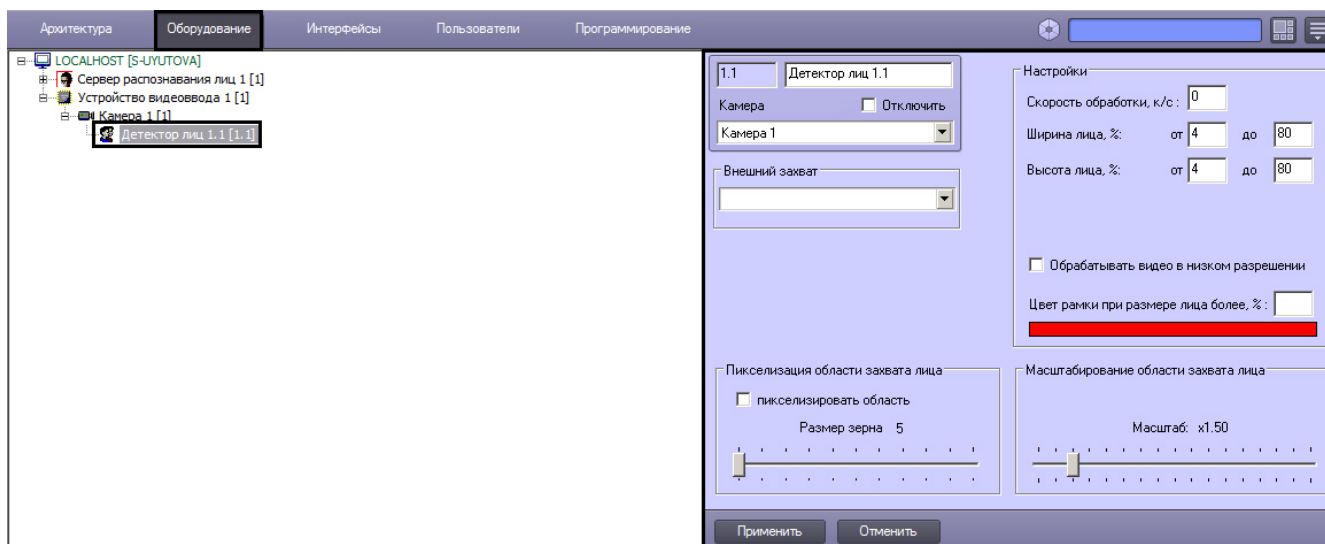 Архитектура Оборудование Интерфейсы Пользователи Программирование
LOCALHOST [S-UYUTOVA]
Сервер распознавания лиц 1 [1]
Устройство видеоввода 1 [1]
Камера 1 [1]
Детектор лиц 1.1 [1.1]
1.1 Детектор лиц 1.1
Камера Отключить
Камера 1
Внешний захват
Настройки
Скорость обработки, к/с : 0
Ширина лица, %: от 4 до 80
Высота лица, %: от 4 до 80
Обрабатывать видео в низком разрешении
Цвет рамки при размере лица более, % :
Пикселизация области захвата лица
пикселизировать область
Размер зерна 5
Масштабирование области захвата лица
Масштаб: x1.50
Применить Отменить